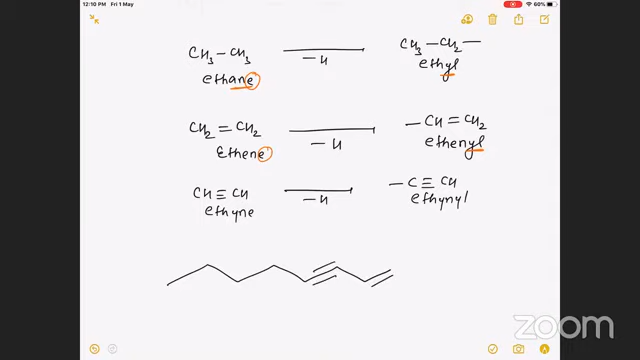 12:10 PM Fri 1 May
60%
CH3-CH3 -H CH3-CH2-
ethane ethyl
CH2=CH2 -H -CH=CH2
Ethene ethenyl
CH≡CH -H -C≡CH
ethyne ethynyl
zoom